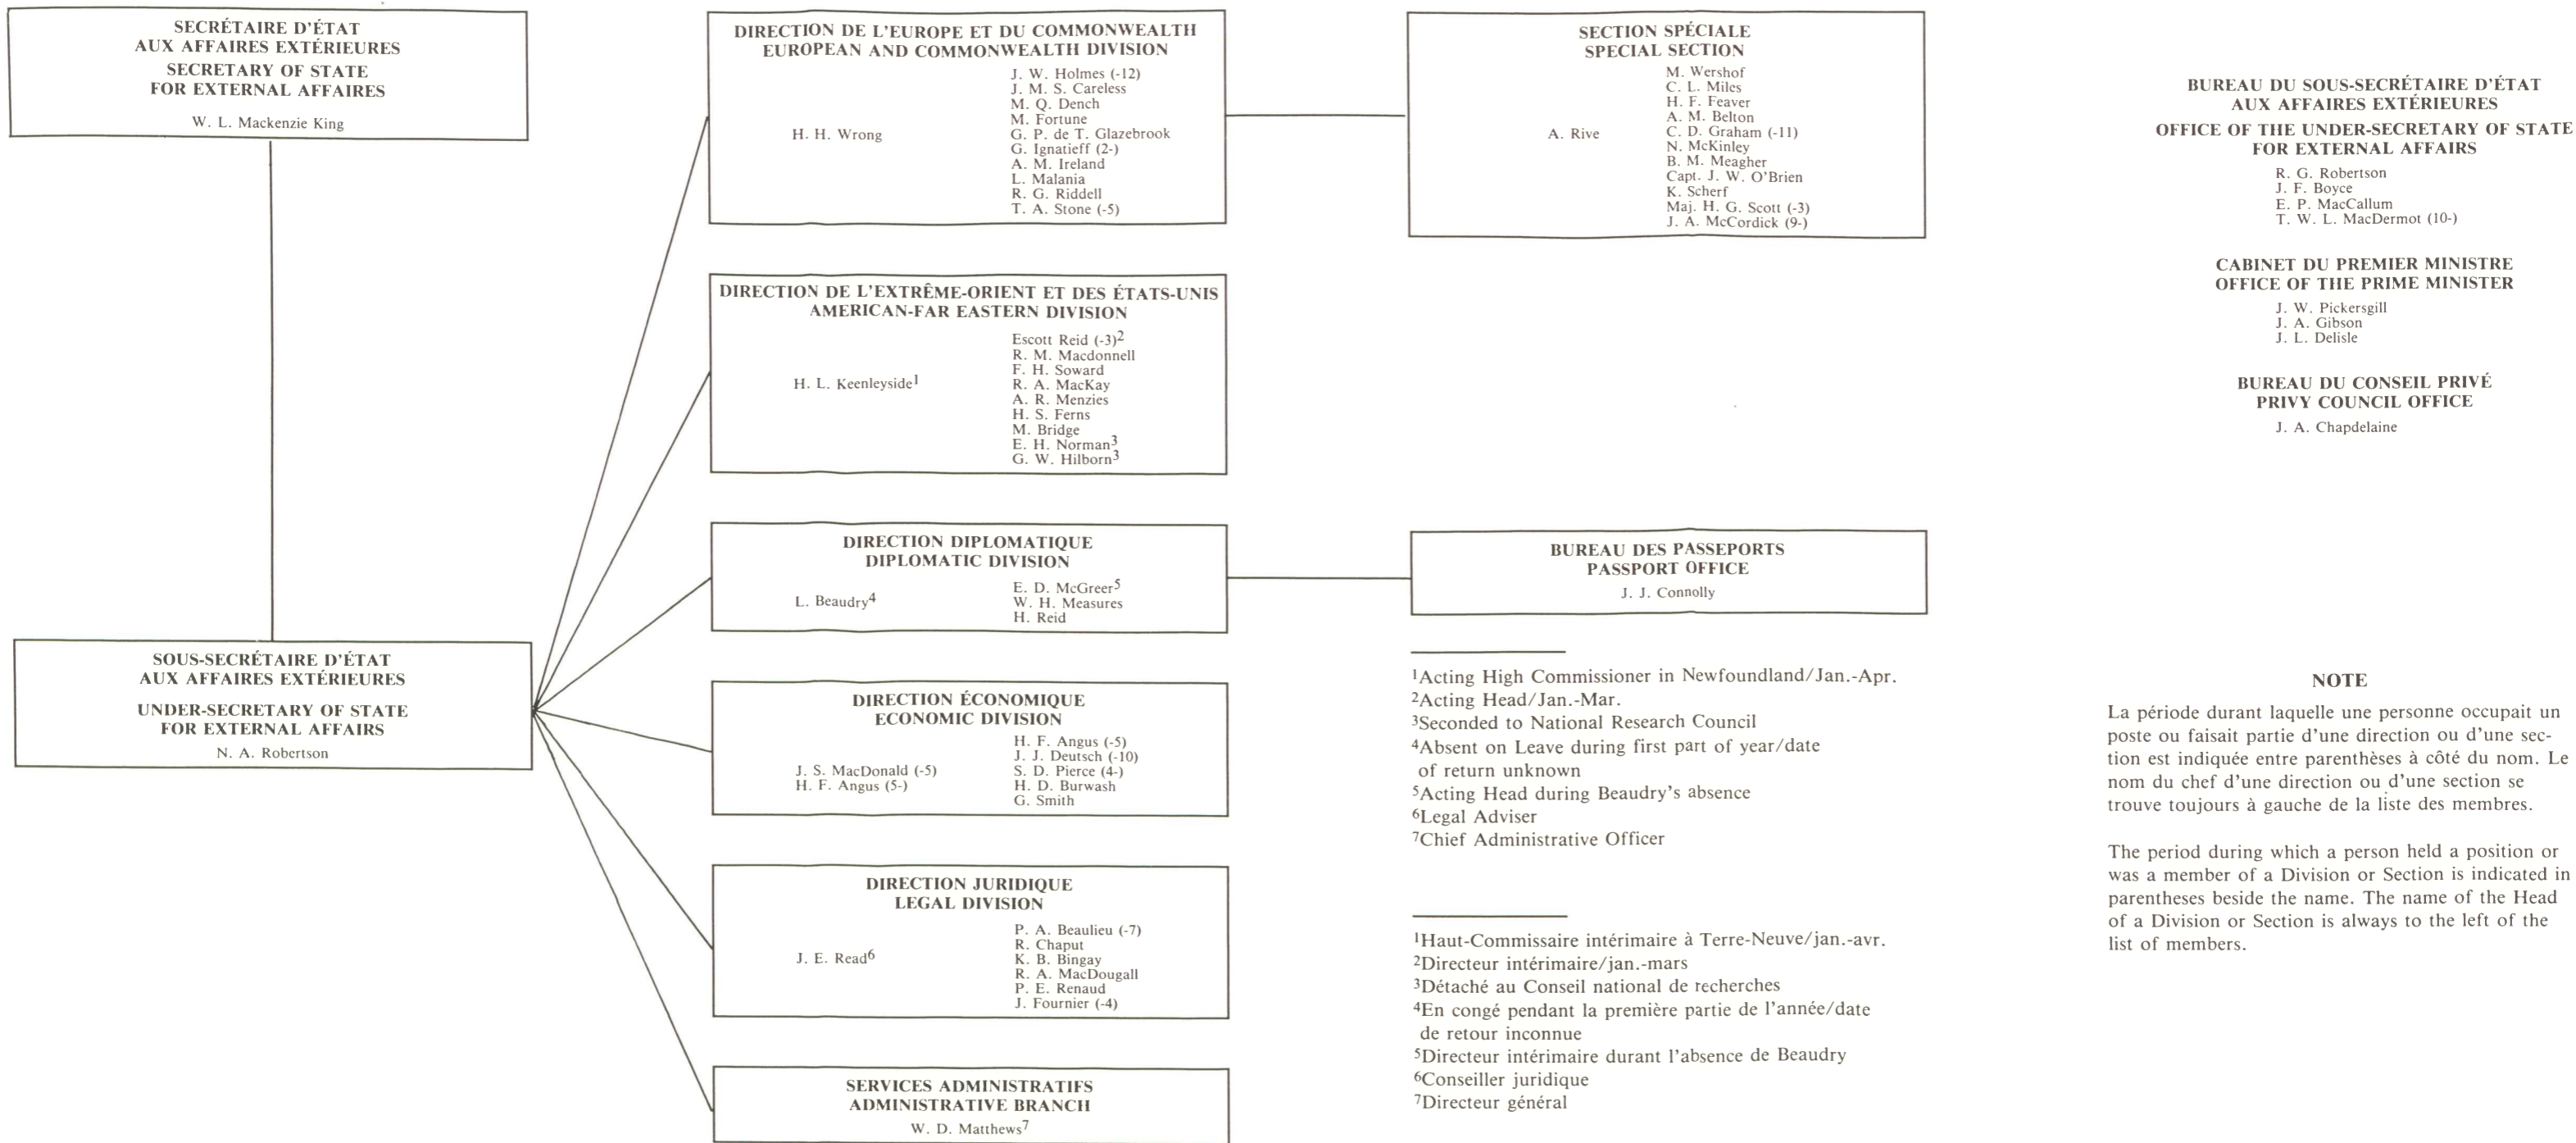 SECRÉTAIRE D'ÉTAT
AUX AFFAIRES EXTÉRIEURES
SECRETARY OF STATE
FOR EXTERNAL AFFAIRES
W. L. Mackenzie King
SOUS-SECRÉTAIRE D'ÉTAT
AUX AFFAIRES EXTÉRIEURES
UNDER-SECRETARY OF STATE
FOR EXTERNAL AFFAIRS
N. A. Robertson
DIRECTION DE L'EUROPE ET DU COMMONWEALTH
EUROPEAN AND COMMONWEALTH DIVISION
H. H. Wrong
J. W. Holmes (-12)
J. M. S. Careless
M. Q. Dench
M. Fortune
G. P. de T. Glazebrook
G. Ignatieff (2-)
A. M. Ireland
L. Malania
R. G. Riddell
T. A. Stone (-5)
DIRECTION DE L'EXTRÊME-ORIENT ET DES ÉTATS-UNIS
AMERICAN-FAR EASTERN DIVISION
H. L. Keenleyside¹
Escott Reid (-3)²
R. M. Macdonnell
F. H. Soward
R. A. MacKay
A. R. Menzies
H. S. Ferns
M. Bridge
E. H. Norman³
G. W. Hilborn³
DIRECTION DIPLOMATIQUE
DIPLOMATIC DIVISION
L. Beaudry⁴
E. D. McGreer⁵
W. H. Measures
H. Reid
DIRECTION ÉCONOMIQUE
ECONOMIC DIVISION
J. S. MacDonald (-5)
H. F. Angus (5-)
H. F. Angus (-5)
J. J. Deutsch (-10)
S. D. Pierce (4-)
H. D. Burwash
G. Smith
DIRECTION JURIDIQUE
LEGAL DIVISION
J. E. Read⁶
P. A. Beaulieu (-7)
R. Chaput
K. B. Bingay
R. A. MacDougall
P. E. Renaud
J. Fournier (-4)
SERVICES ADMINISTRATIFS
ADMINISTRATIVE BRANCH
W. D. Matthews⁷
SECTION SPÉCIALE
SPECIAL SECTION
A. Rive
M. Wershof
C. L. Miles
H. F. Feaver
A. M. Belton
C. D. Graham (-11)
N. McKinley
B. M. Meagher
Capt. J. W. O'Brien
K. Scherf
Maj. H. G. Scott (-3)
J. A. McCordick (9-)
BUREAU DES PASSEPORTS
PASSPORT OFFICE
J. J. Connolly
¹Acting High Commissioner in Newfoundland/Jan.-Apr.
²Acting Head/Jan.-Mar.
³Seconded to National Research Council
⁴Absent on Leave during first part of year/date
of return unknown
⁵Acting Head during Beaudry's absence
⁶Legal Adviser
⁷Chief Administrative Officer
¹Haut-Commissaire intérimaire à Terre-Neuve/jan.-avr.
²Directeur intérimaire/jan.-mars
³Détaché au Conseil national de recherches
⁴En congé pendant la première partie de l'année/date
de retour inconnue
⁵Directeur intérimaire durant l'absence de Beaudry
⁶Conseiller juridique
⁷Directeur général
BUREAU DU SOUS-SECRÉTAIRE D'ÉTAT
AUX AFFAIRES EXTÉRIEURES
OFFICE OF THE UNDER-SECRETARY OF STATE
FOR EXTERNAL AFFAIRS
R. G. Robertson
J. F. Boyce
E. P. MacCallum
T. W. L. MacDermot (10-)
CABINET DU PREMIER MINISTRE
OFFICE OF THE PRIME MINISTER
J. W. Pickersgill
J. A. Gibson
J. L. Delisle
BUREAU DU CONSEIL PRIVÉ
PRIVY COUNCIL OFFICE
J. A. Chapdelaine
NOTE
La période durant laquelle une personne occupait un
poste ou faisait partie d'une direction ou d'une sec-
tion est indiquée entre parenthèses à côté du nom. Le
nom du chef d'une direction ou d'une section se
trouve toujours à gauche de la liste des membres.
The period during which a person held a position or
was a member of a Division or Section is indicated in
parentheses beside the name. The name of the Head
of a Division or Section is always to the left of the
list of members.